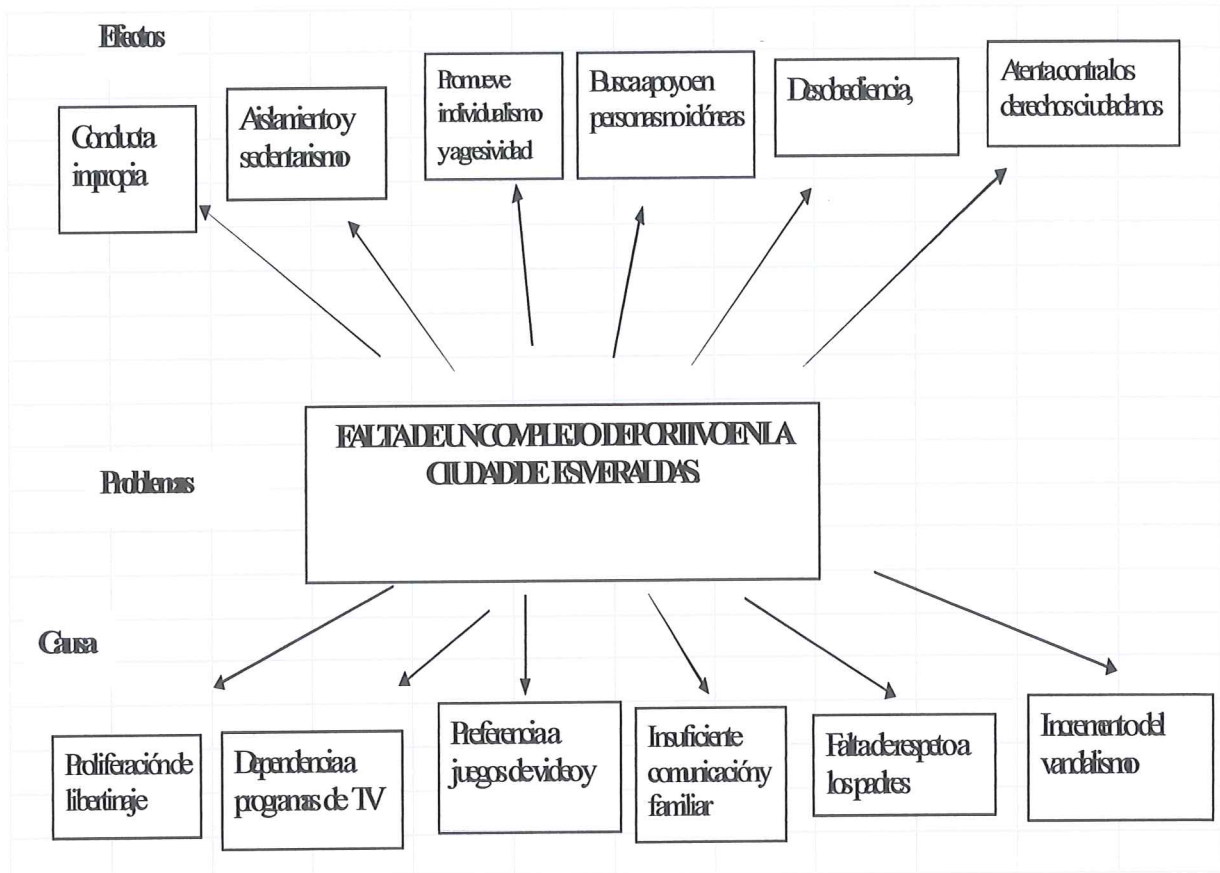 Efectos
Conducta
impropia
Aislamiento y
sedentarismo
Promueve
individualismo
y agesividad
Busca apoyo en
personas no idóneas
Desobediencia,
Atenta contra los
derechos ciudadanos
Problemas
FALTA DE UN COMPLEJO DEPORTIVO EN LA
CIUDAD DE ESMERALDAS.
Causa
Proliferación de
libertinaje
Dependencia a
programas de TV
Preferencia a
juegos de video y
Insuficiente
comunicación y
familiar
Falta de respeto a
los padres
Incremento del
vandalismo